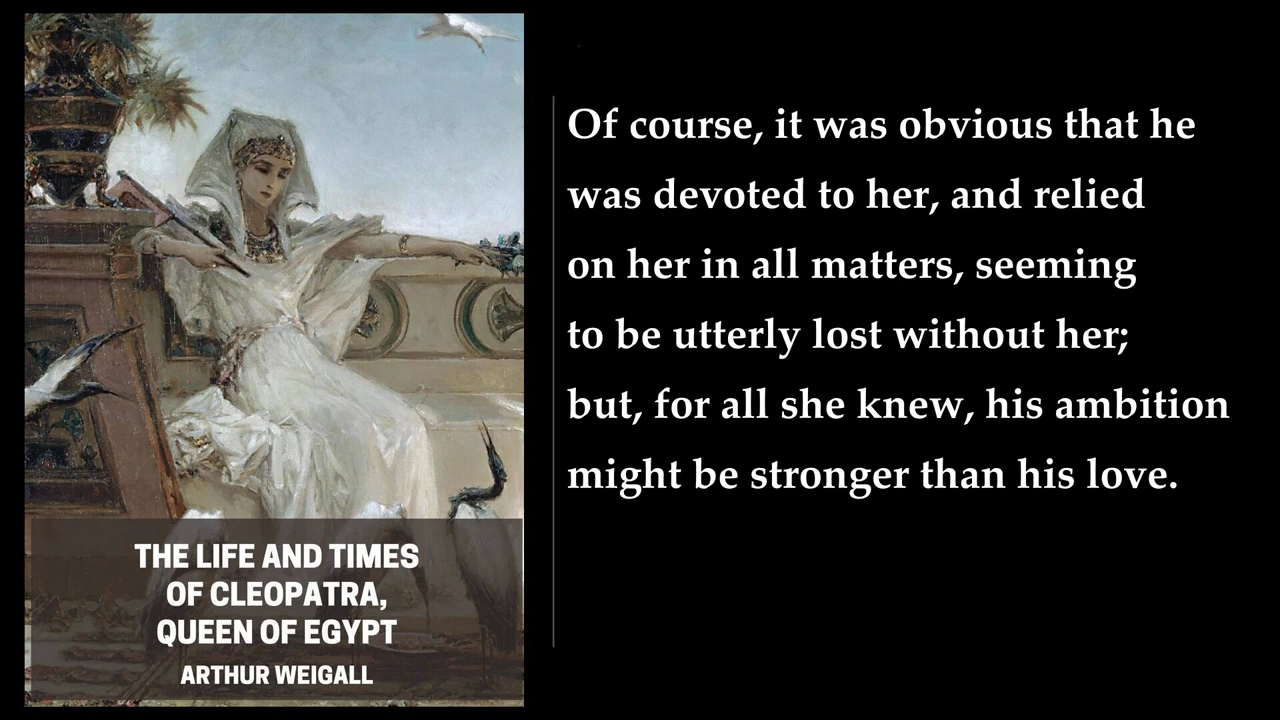 THE LIFE AND TIMES
OF CLEOPATRA,
QUEEN OF EGYPT
ARTHUR WEIGALL
Of course, it was obvious that he
was devoted to her, and relied
on her in all matters, seeming
to be utterly lost without her;
but, for all she knew, his ambition
might be stronger than his love.